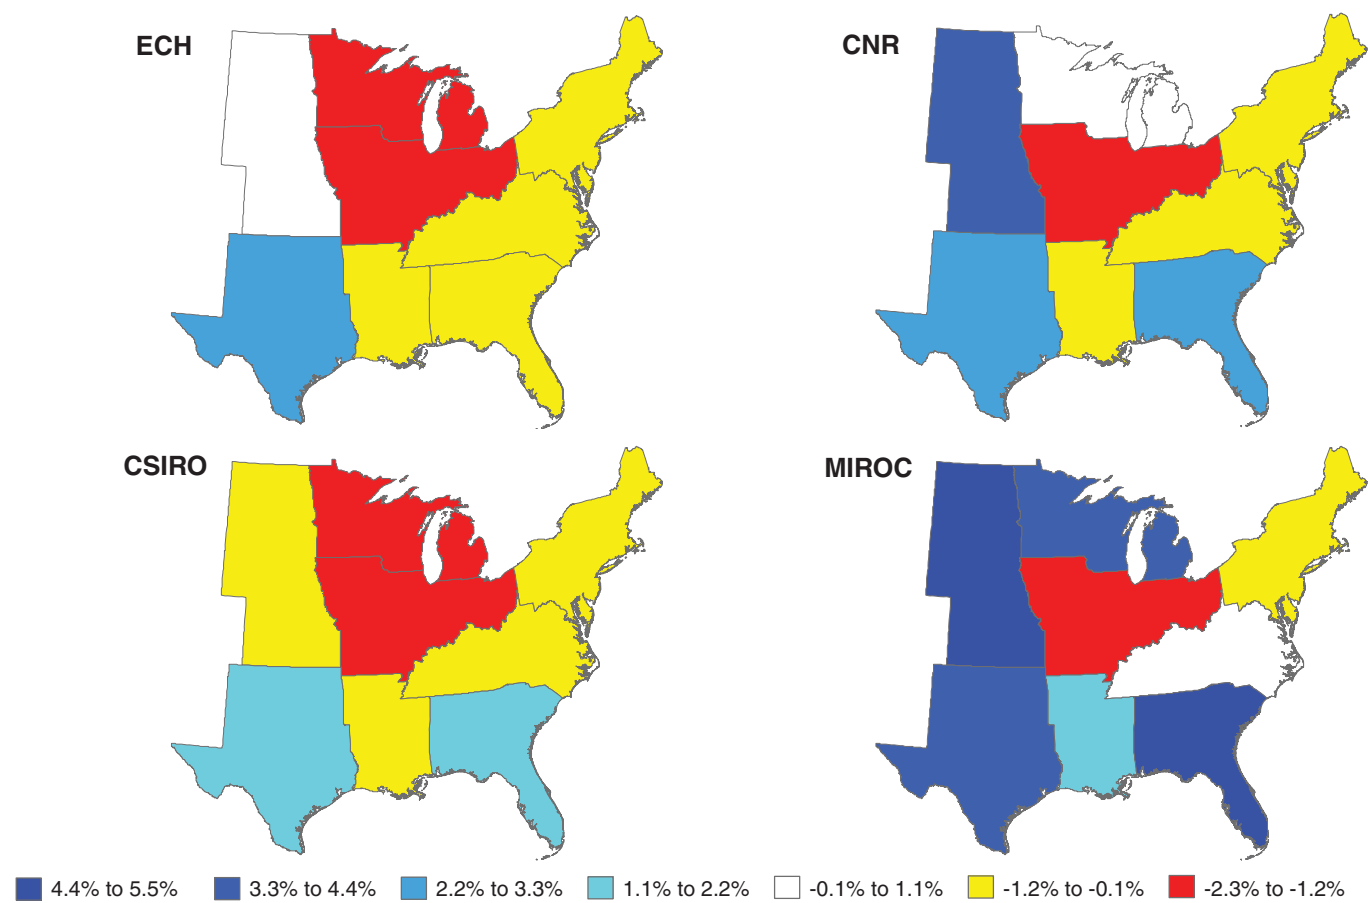 ECH
CNR
CSIRO
MIROC
4.4% to 5.5%
3.3% to 4.4%
2.2% to 3.3%
1.1% to 2.2%
-0.1% to 1.1%
-1.2% to -0.1%
-2.3% to -1.2%